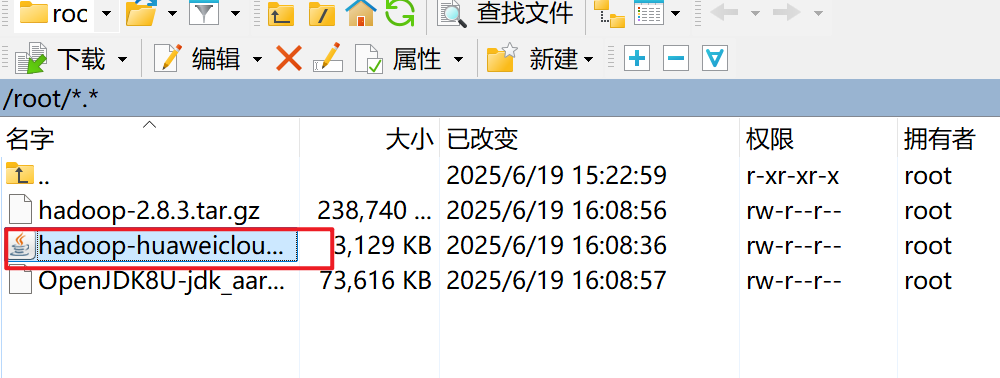 roc 查找文件
下载 编辑 属性 新建
/root/*.*
名字 大小 已改变 权限 拥有者
.. 2025/6/19 15:22:59 r-xr-xr-x root
hadoop-2.8.3.tar.gz 238,740 ... 2025/6/19 16:08:56 rw-r--r-- root
hadoop-huaweiclou... 3,129 KB 2025/6/19 16:08:36 rw-r--r-- root
OpenJDK8U-jdk_aar... 73,616 KB 2025/6/19 16:08:57 rw-r--r-- root